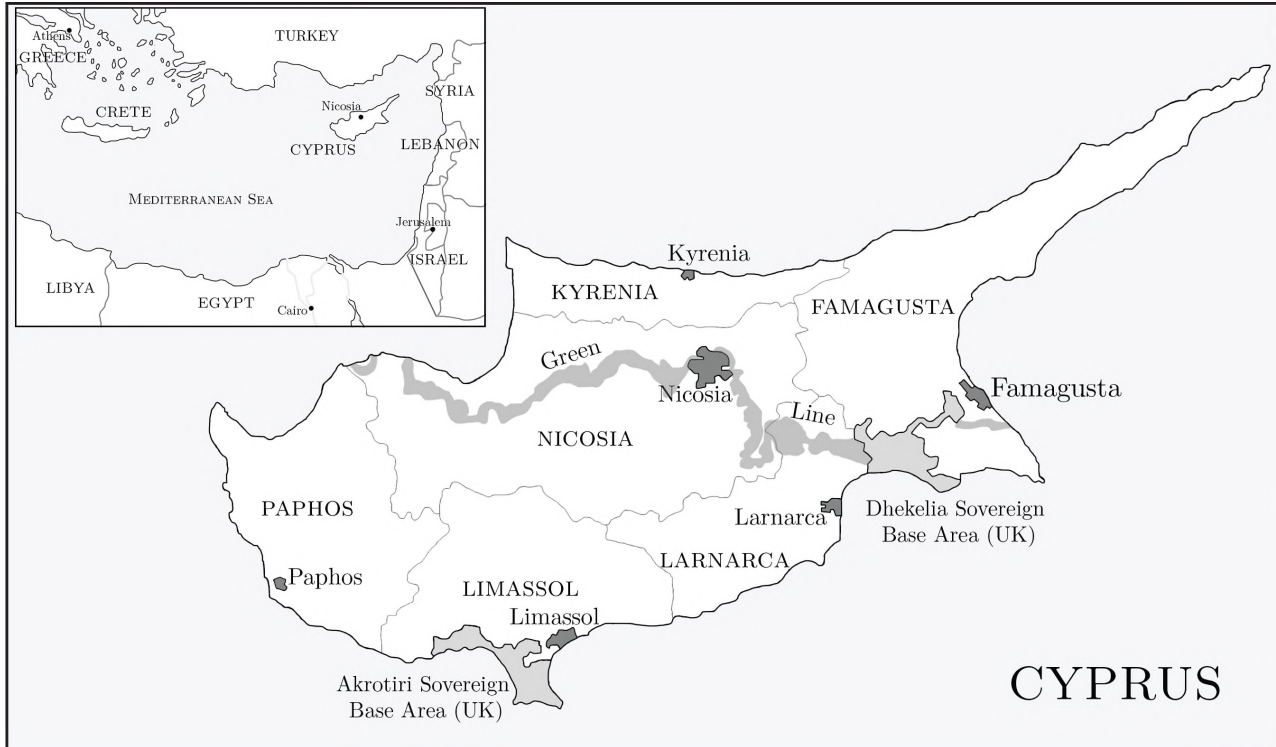 Athens
GREECE
TURKEY
SYRIA
CRETE
Nicosia
CYPRUS
LEBANON
MEDITERRANEAN SEA
Jerusalem
ISRAEL
LIBYA
EGYPT
Cairo
Kyrenia
KYRENIA
FAMAGUSTA
Green
Nicosia
Famagusta
Line
NICOSIA
PAPHOS
Larnarca
Dhekelia Sovereign
Base Area (UK)
LARNARCA
Paphos
LIMASSOL
Limassol
Akrotiri Sovereign
Base Area (UK)
CYPRUS